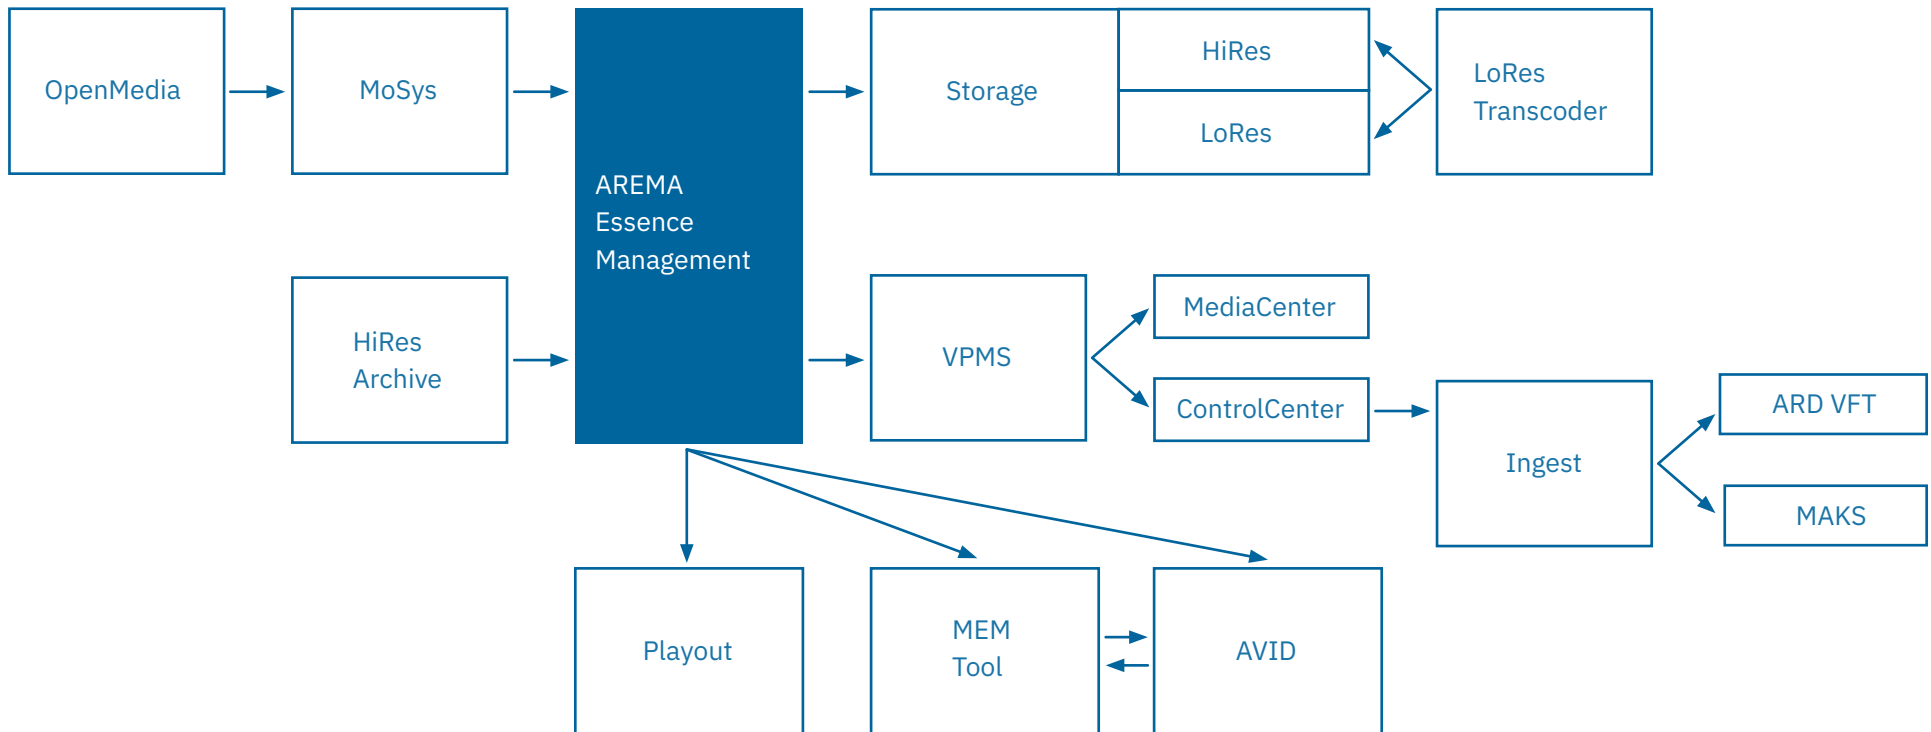 OpenMedia
MoSys
AREMA
Essence
Management
Storage
HiRes
LoRes
LoRes
Transcoder
HiRes
Archive
VPMS
MediaCenter
ControlCenter
Ingest
ARD VFT
MAKS
Playout
MEM
Tool
AVID